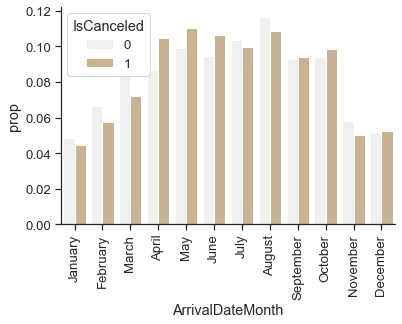 IsCanceled
0
1
0.12
0.10
0.08
0.06
0.04
0.02
0.00
prop
January
February
March
April
May
June
July
August
September
October
November
December
ArrivalDateMonth